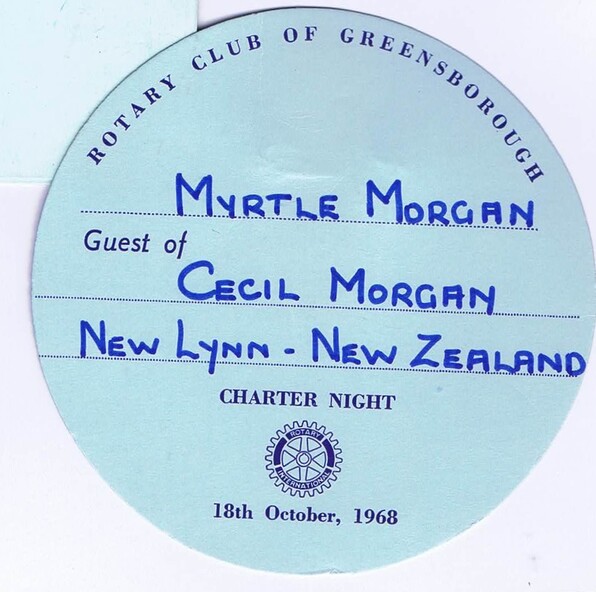 ROTARY CLUB OF GREENSBOROUGH
MYRTLE MORGAN
Guest of
CECIL MORGAN
NEW LYNN - NEW ZEALAND
CHARTER NIGHT
ROTARY
INTERNATIONAL
18th October, 1968